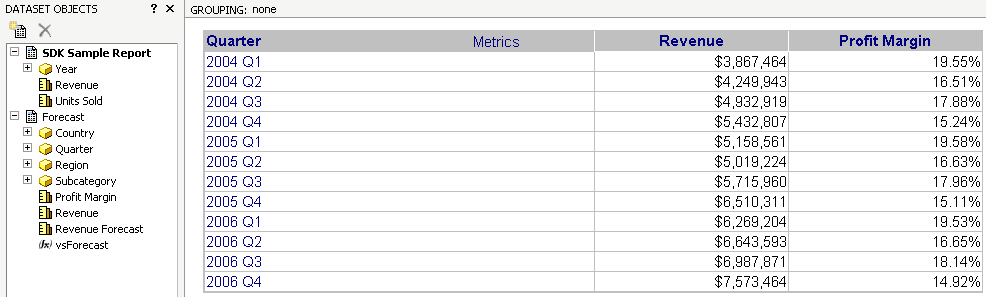 DATASET OBJECTS ? X
SDK Sample Report
Year
Revenue
Units Sold
Forecast
Country
Quarter
Region
Subcategory
Profit Margin
Revenue
Revenue Forecast
(fx) vsForecast
GROUPING: none
Quarter Metrics Revenue Profit Margin
2004 Q1 $3,867,464 19.55%
2004 Q2 $4,249,943 16.51%
2004 Q3 $4,932,919 17.88%
2004 Q4 $5,432,807 15.24%
2005 Q1 $5,158,561 19.58%
2005 Q2 $5,019,224 16.63%
2005 Q3 $5,715,960 17.96%
2005 Q4 $6,510,311 15.11%
2006 Q1 $6,269,204 19.53%
2006 Q2 $6,643,593 16.65%
2006 Q3 $6,987,871 18.14%
2006 Q4 $7,573,464 14.92%